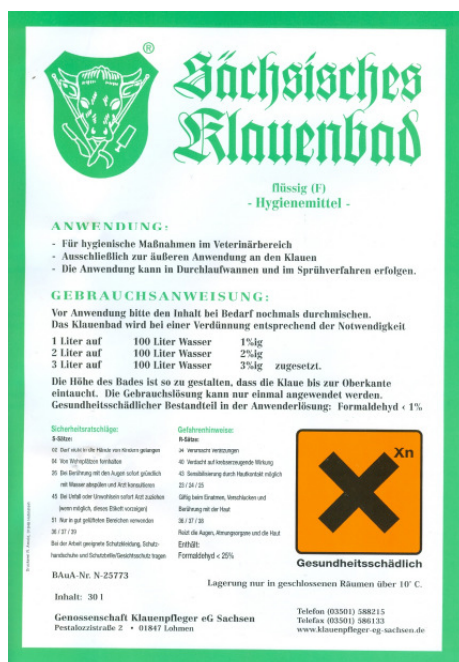 ®
Sächsisches
Klauenbad
flüssig (F)
- Hygienemittel -
ANWENDUNG:
- Für hygienische Maßnahmen im Veterinärbereich
- Ausschließlich zur äußeren Anwendung an den Klauen
- Die Anwendung kann in Durchlaufwannen und im Sprühverfahren erfolgen.
GEBRAUCHSANWEISUNG:
Vor Anwendung bitte den Inhalt bei Bedarf nochmals durchmischen.
Das Klauenbad wird bei einer Verdünnung entsprechend der Notwendigkeit
1 Liter auf 100 Liter Wasser 1%ig
2 Liter auf 100 Liter Wasser 2%ig
3 Liter auf 100 Liter Wasser 3%ig zugesetzt.
Die Höhe des Bades ist so zu gestalten, dass die Klaue bis zur Oberkante
eintaucht. Die Gebrauchslösung kann nur einmal angewendet werden.
Gesundheitsschädlicher Bestandteil in der Anwenderlösung: Formaldehyd < 1%
Sicherheitsratschläge:
S-Sätze:
02 Darf nicht in die Hände von Kindern gelangen
04 Von Wohnplätzen fernhalten
26 Bei Berührung mit den Augen sofort gründlich
mit Wasser abspülen und Arzt konsultieren
45 Bei Unfall oder Unwohlsein sofort Arzt zuziehen
(wenn möglich, dieses Etikett vorzeigen)
51 Nur in gut gelüfteten Bereichen verwenden
36 / 37 / 39
Bei der Arbeit geeignete Schutzkleidung, Schutz-
handschuhe und Schutzbrille/Gesichtsschutz tragen
Gefahrenhinweise:
R-Sätze:
34 Verursacht Verätzungen
40 Verdacht auf krebserzeugende Wirkung
43 Sensibilisierung durch Hautkontakt möglich
23 / 24 / 25
Giftig beim Einatmen, Verschlucken und
Berührung mit der Haut
36 / 37 / 38
Reizt die Augen, Atmungsorgane und die Haut
Enthält:
Formaldehyd < 25%
Xn
Gesundheitsschädlich
BAuA-Nr. N-25773
Lagerung nur in geschlossenen Räumen über 10° C.
Inhalt: 30 l
Genossenschaft Klauenpfleger eG Sachsen
Pestalozzistraße 2 • 01847 Lohmen
Telefon (03501) 588215
Telefax (03501) 586133
www.klauenpfleger-eg-sachsen.de